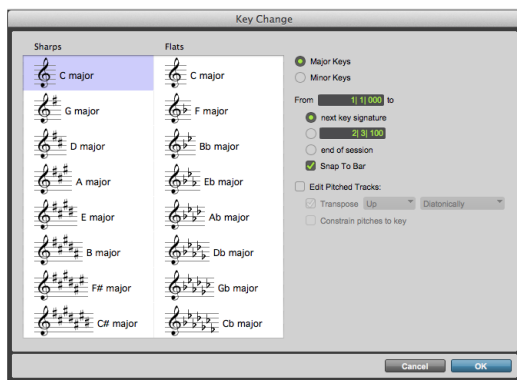 Key Change
Sharps Flats
C major C major
G major F major
D major Bb major
A major Eb major
E major Ab major
B major Db major
F# major Gb major
C# major Cb major
Major Keys
Minor Keys
From 1| 1| 000 to
next key signature
2| 3| 100
end of session
Snap To Bar
Edit Pitched Tracks:
Transpose Up Diatonically
Constrain pitches to key
Cancel OK